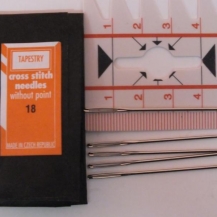 TAPESTRY
cross stitch
needles
without point
18
MADE IN CZECH REPUBLIC
1 2 3 4
1 2 3 4